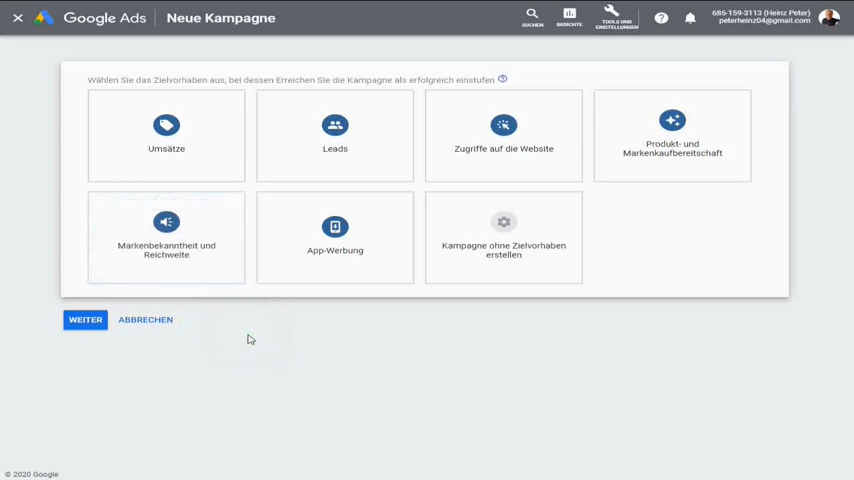 Google Ads
Neue Kampagne
SUCHEN
BERICHTE
TOOLS UND
EINSTELLUNGEN
685-159-3113 (Heinz Peter)
peterheinz04@gmail.com
Wählen Sie das Zielvorhaben aus, bei dessen Erreichen Sie die Kampagne als erfolgreich einstufen
Umsätze
Leads
Zugriffe auf die Website
Produkt- und
Markenkaufbereitschaft
Markenbekanntheit und
Reichweite
App-Werbung
Kampagne ohne Zielvorhaben
erstellen
WEITER
ABBRECHEN
© 2020 Google